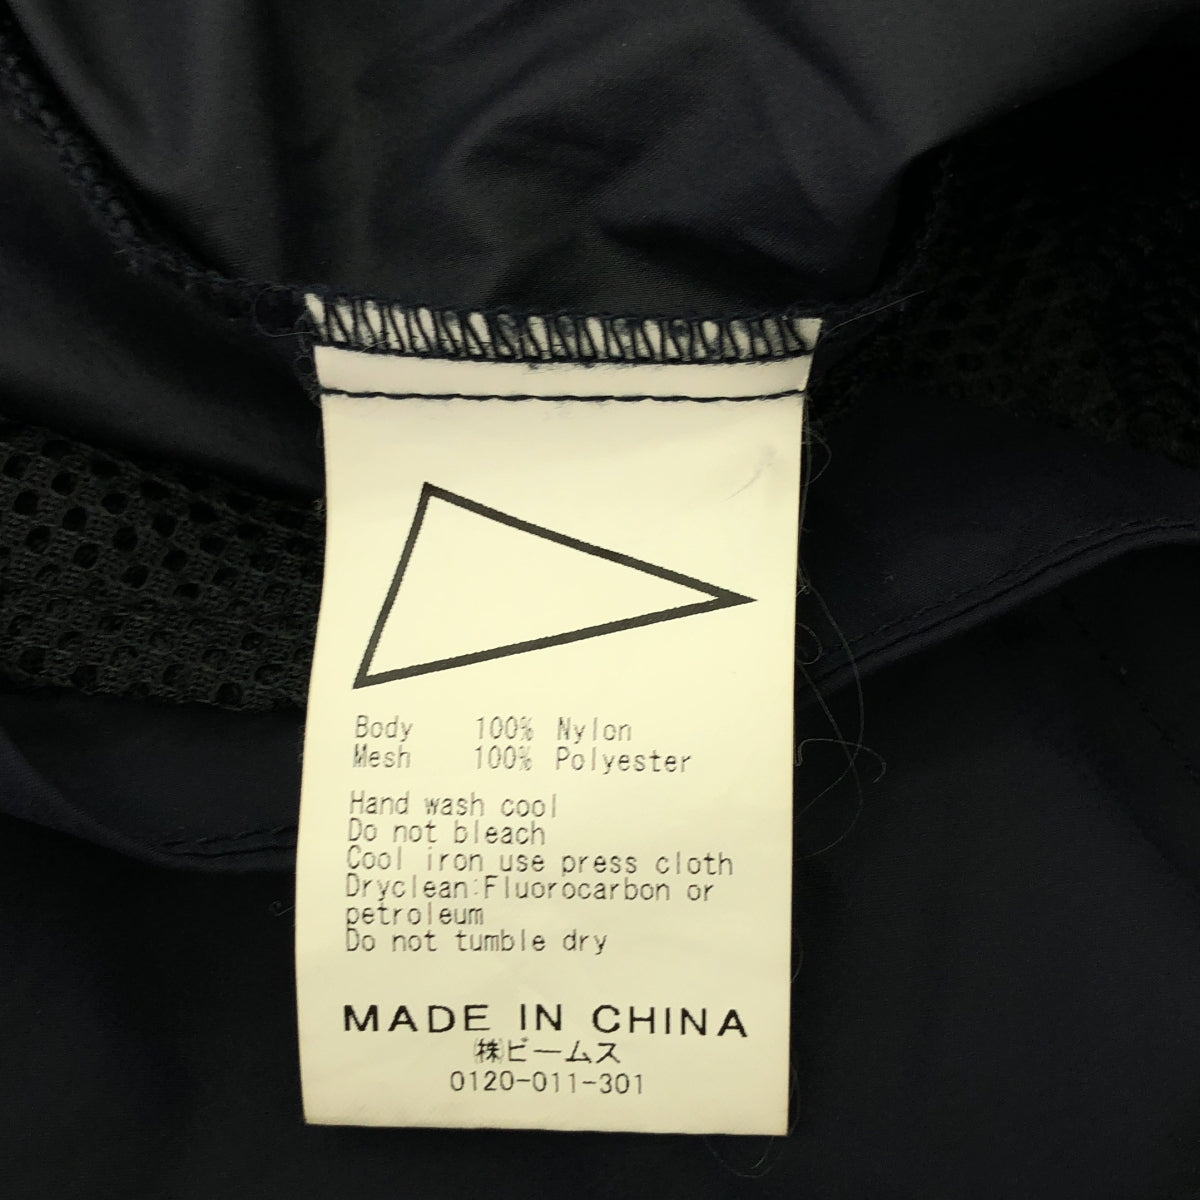 Body 100% Nylon
Mesh 100% Polyester
Hand wash cool
Do not bleach
Cool iron use press cloth
Dryclean:Fluorocarbon or
petroleum
Do not tumble dry
MADE IN CHINA
㈱ビームス
0120-011-301